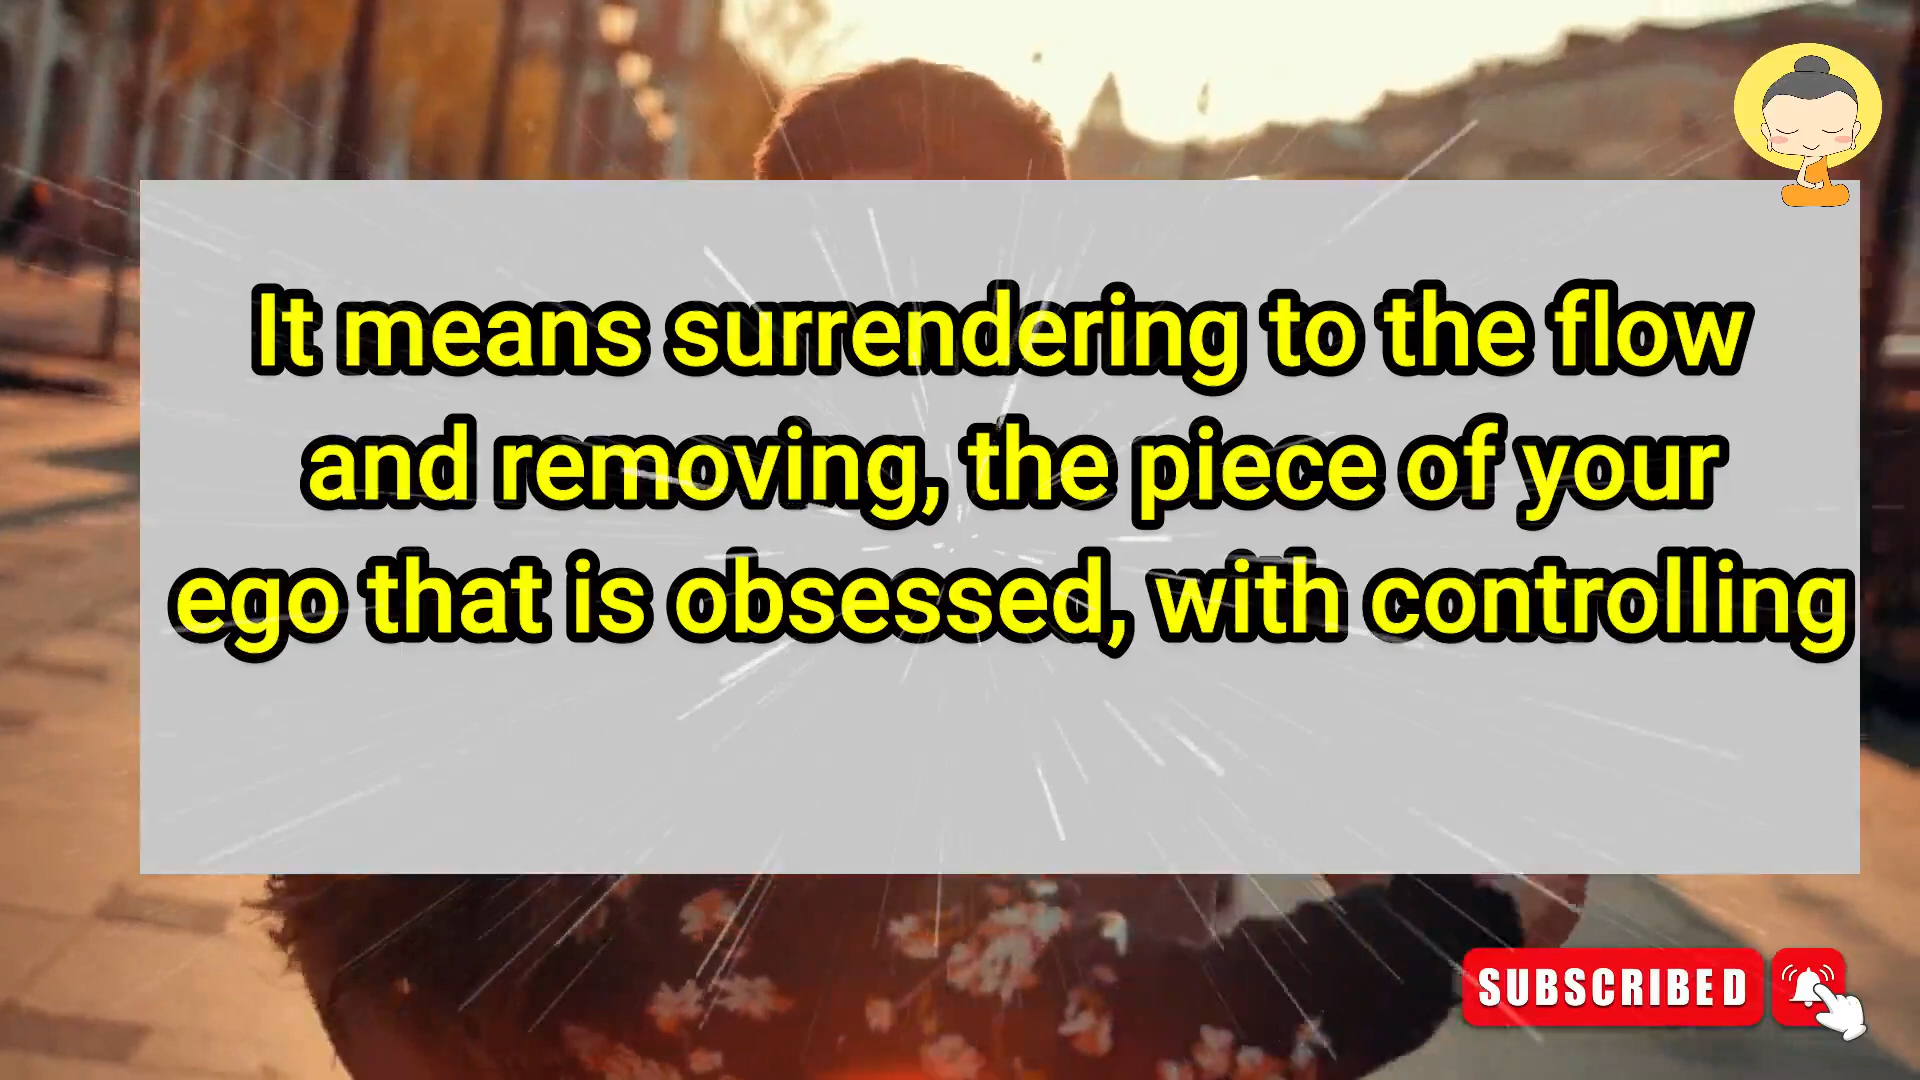 It means surrendering to the flow
and removing, the piece of your
ego that is obsessed, with controlling
SUBSCRIBED